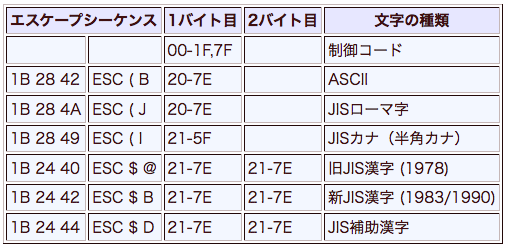 エスケープシーケンス 1バイト目 2バイト目 文字の種類
00-1F,7F 制御コード
1B 28 42 ESC ( B 20-7E ASCII
1B 28 4A ESC ( J 20-7E JISローマ字
1B 28 49 ESC ( I 21-5F JISカナ（半角カナ）
1B 24 40 ESC $ @ 21-7E 21-7E 旧JIS漢字 (1978)
1B 24 42 ESC $ B 21-7E 21-7E 新JIS漢字 (1983/1990)
1B 24 44 ESC $ D 21-7E 21-7E JIS補助漢字